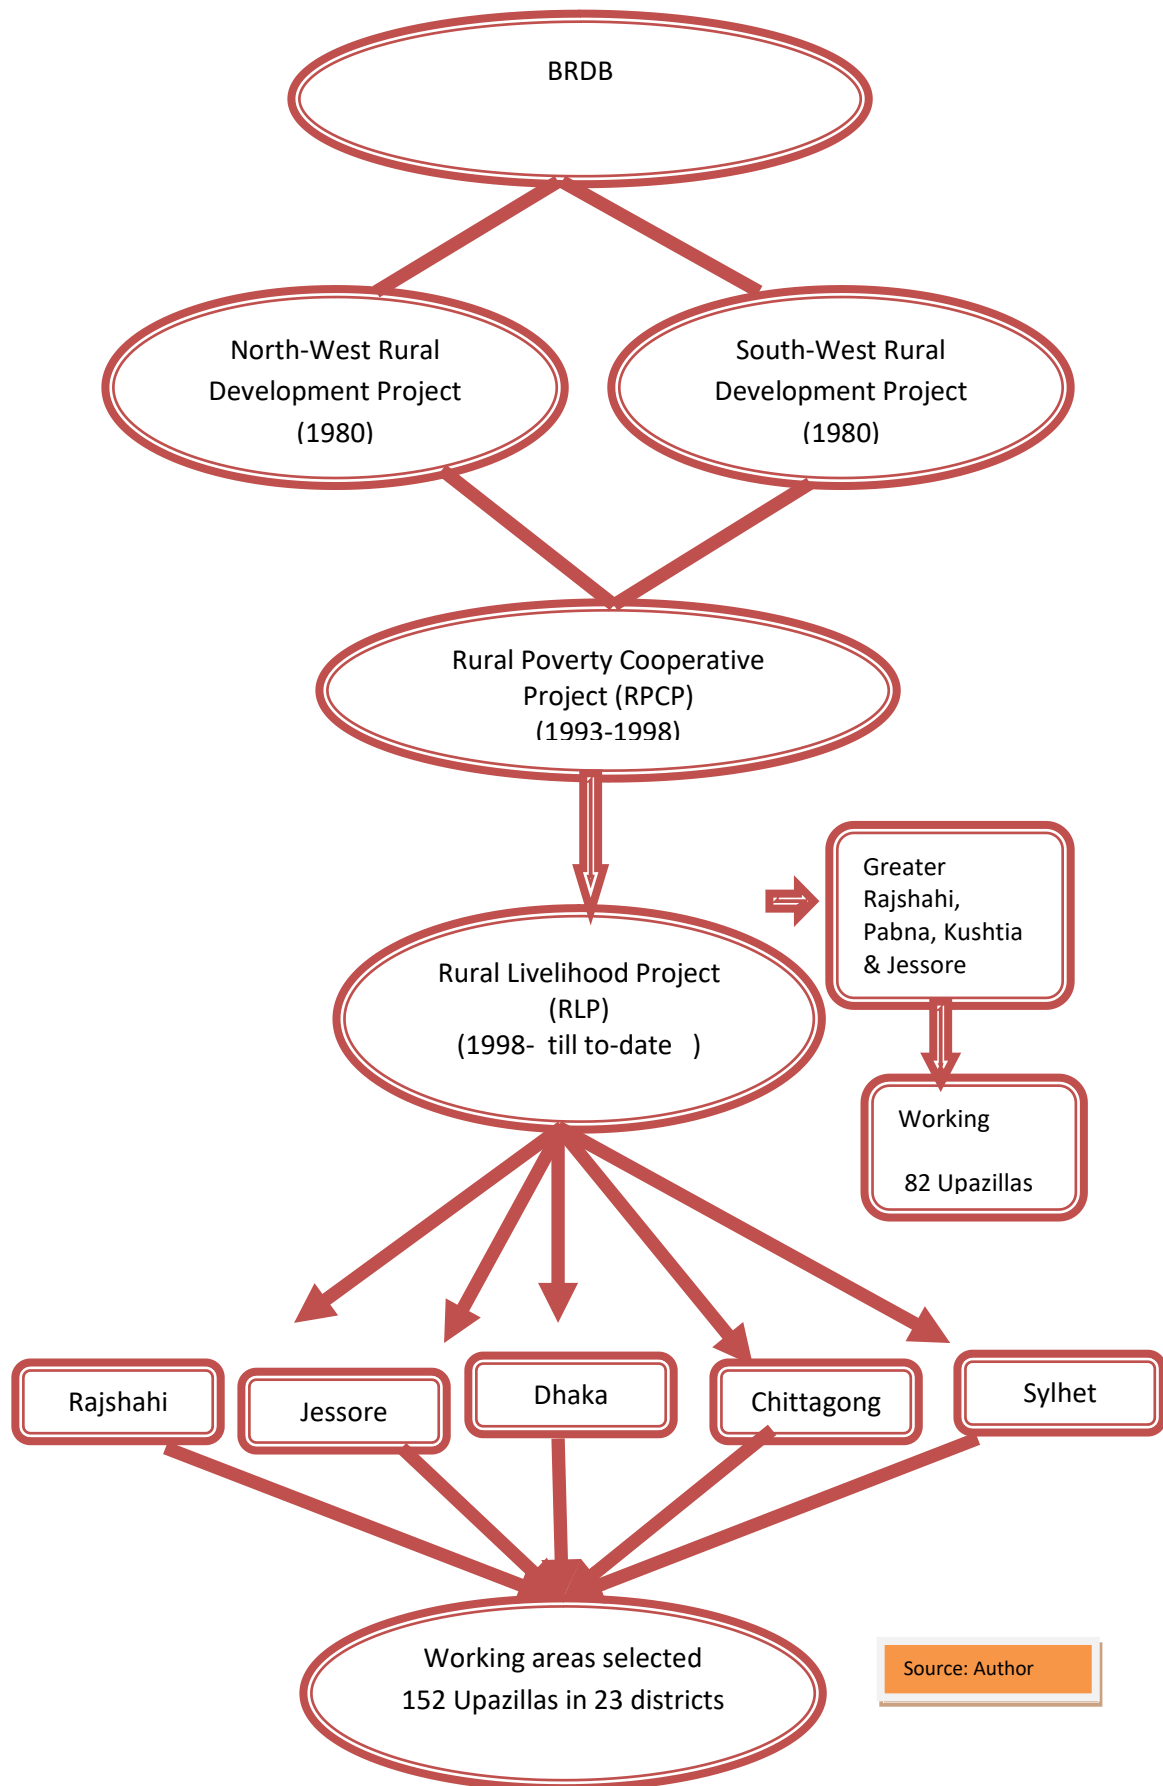 BRDB
North-West Rural
Development Project
(1980)
South-West Rural
Development Project
(1980)
Rural Poverty Cooperative
Project (RPCP)
(1993-1998)
Greater
Rajshahi,
Pabna, Kushtia
& Jessore
Rural Livelihood Project
(RLP)
(1998- till to-date )
Working
82 Upazillas
Rajshahi
Jessore
Dhaka
Chittagong
Sylhet
Working areas selected
152 Upazillas in 23 districts
Source: Author